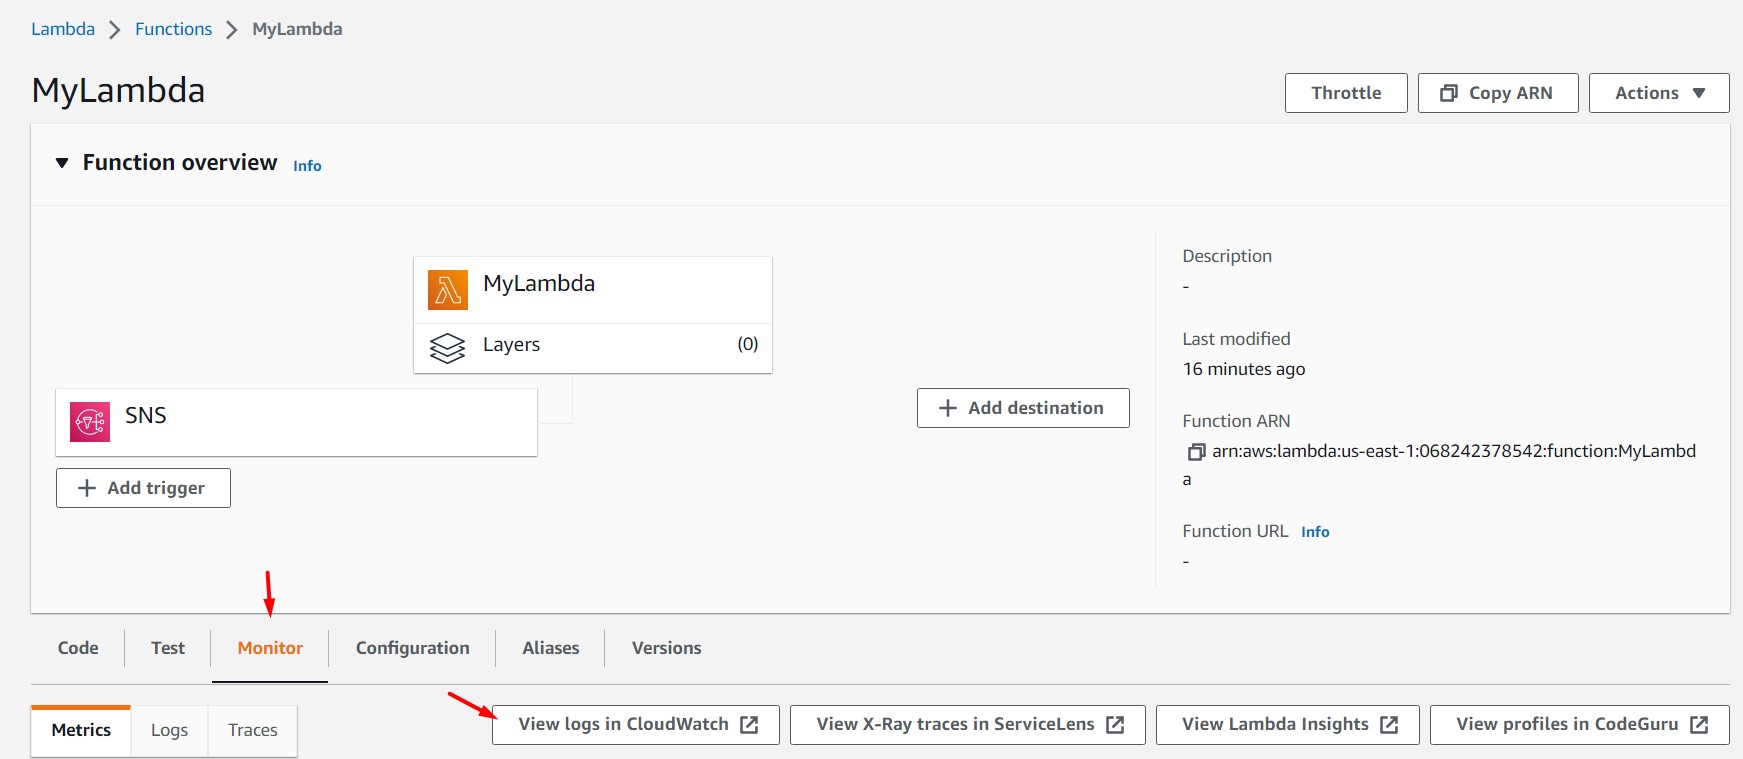 Lambda > Functions > MyLambda
MyLambda
Throttle
Copy ARN
Actions
Function overview Info
MyLambda
Layers (0)
SNS
Add trigger
Add destination
Description
-
Last modified
16 minutes ago
Function ARN
arn:aws:lambda:us-east-1:068242378542:function:MyLambd
a
Function URL Info
-
Code
Test
Monitor
Configuration
Aliases
Versions
Metrics
Logs
Traces
View logs in CloudWatch
View X-Ray traces in ServiceLens
View Lambda Insights
View profiles in CodeGuru